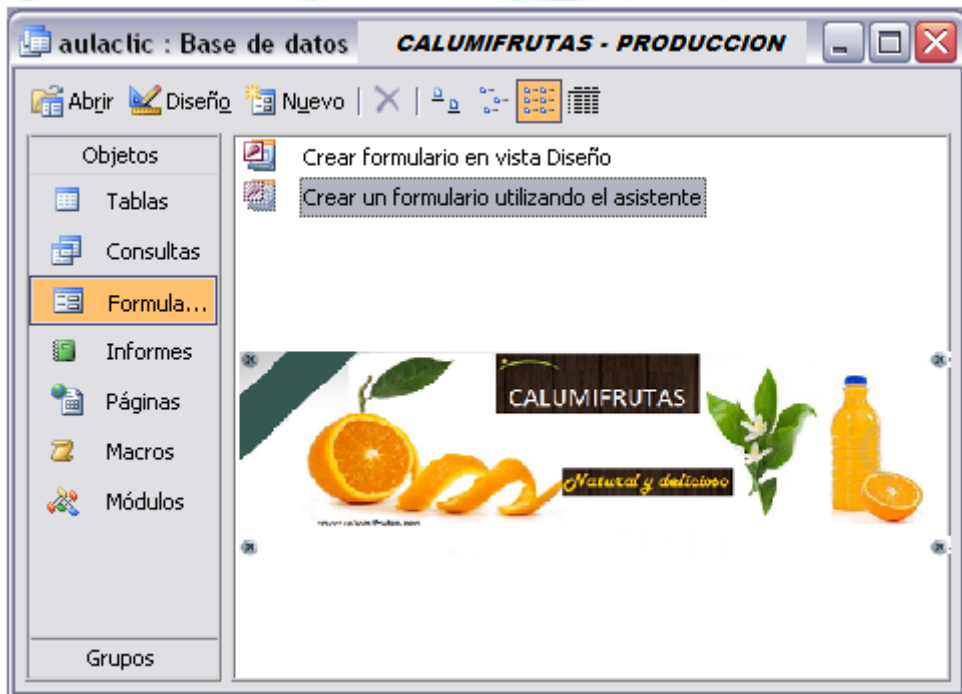 aulaclic : Base de datos CALUMIFRUTAS - PRODUCCION
Abrir Diseño Nuevo
Objetos
Tablas
Consultas
Formula...
Informes
Páginas
Macros
Módulos
Grupos
Crear formulario en vista Diseño
Crear un formulario utilizando el asistente
CALUMIFRUTAS
Natural y delicioso